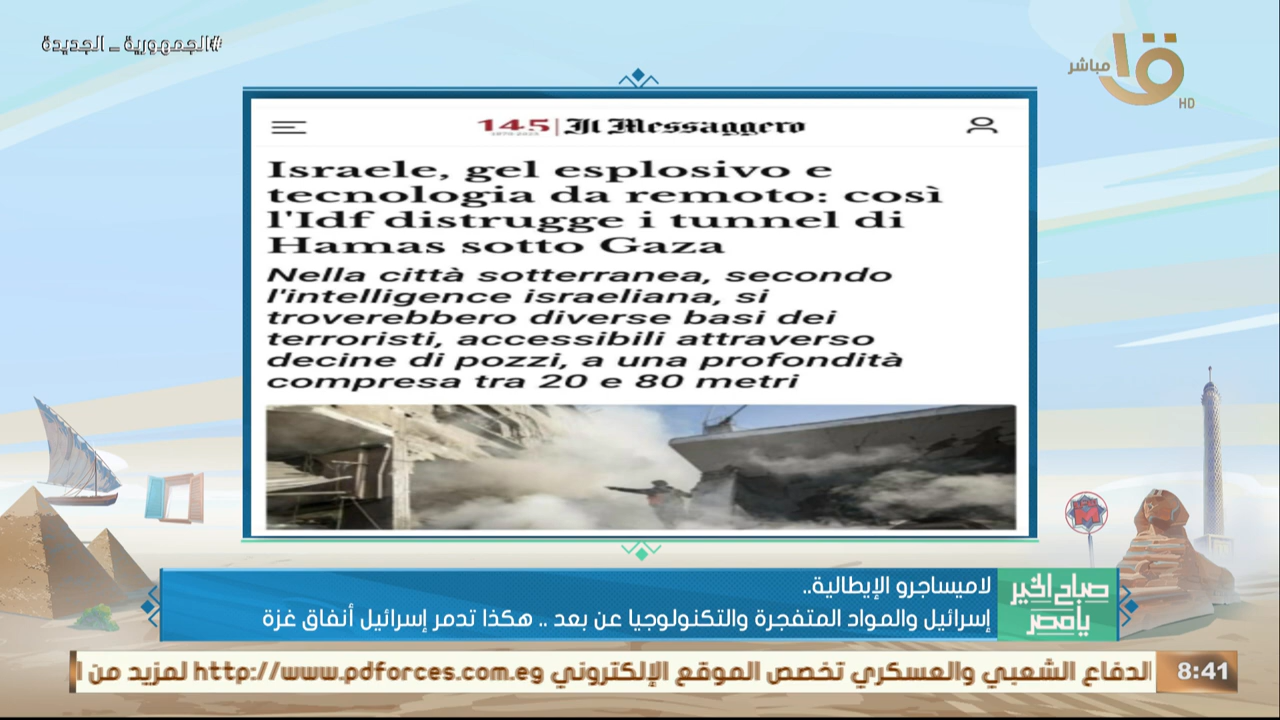 #الجمهورية_الجديدة
مباشر
HD
145 | Il Messaggero
Israele, gel esplosivo e
tecnologia da remoto: così
l'Idf distrugge i tunnel di
Hamas sotto Gaza
Nella città sotterranea, secondo
l'intelligence israeliana, si
troverebbero diverse basi dei
terroristi, accessibili attraverso
decine di pozzi, a una profondità
compresa tra 20 e 80 metri
M
صباح الخير
يا مصر
لاميساجرو الإيطالية..
إسرائيل والمواد المتفجرة والتكنولوجيا عن بعد .. هكذا تدمر إسرائيل أنفاق غزة
8:41
الدفاع الشعبي والعسكري تخصص الموقع الإلكتروني http://www.pdforces.com.eg لمزيد من ا